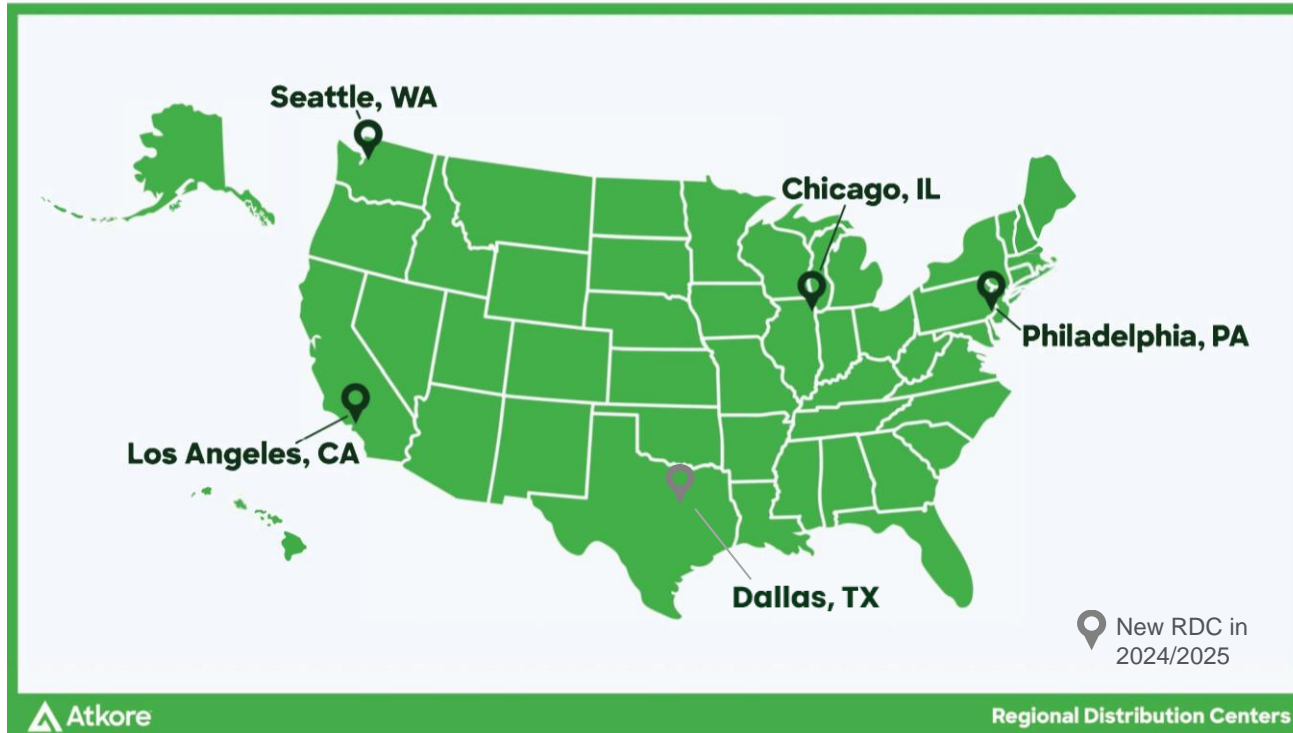 Seattle, WA
Chicago, IL
Philadelphia, PA
Los Angeles, CA
Dallas, TX
New RDC in
2024/2025
Atkore
Regional Distribution Centers